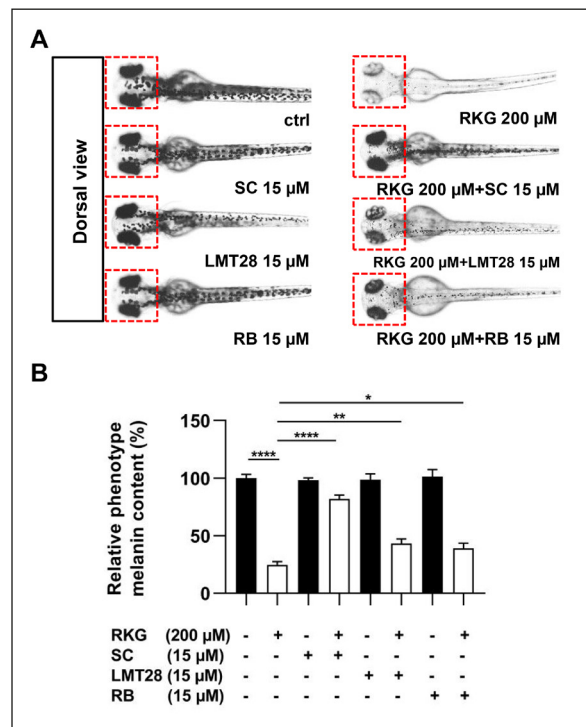 A
Dorsal view
ctrl
RKG 200 µM
SC 15 µM
RKG 200 µM+SC 15 µM
LMT28 15 µM
RKG 200 µM+LMT28 15 µM
RB 15 µM
RKG 200 µM+RB 15 µM
B
Relative phenotype
melanin content (%)
150
100
50
0
*
**
****
****
RKG (200 µM) - + - + - + - +
SC (15 µM) - - + + - - - -
LMT28 (15 µM) - - - - + + - -
RB (15 µM) - - - - - - + +